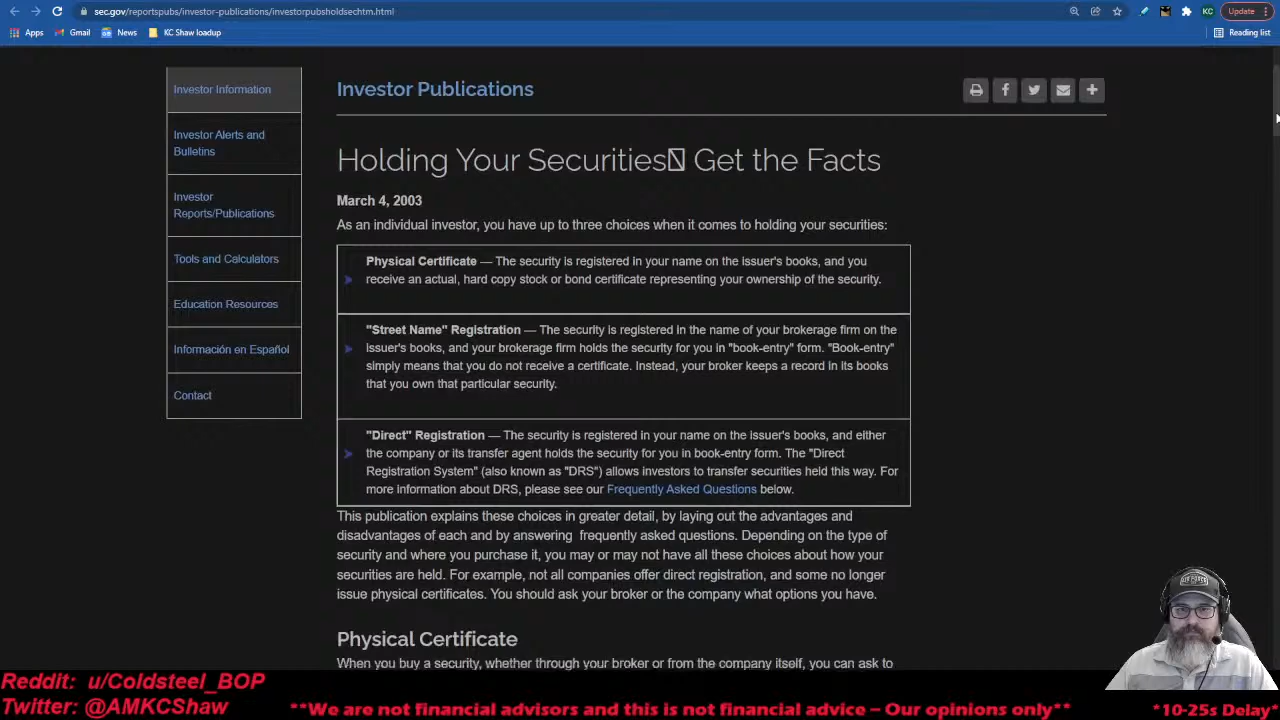 sec.gov/reportspubs/investor-publications/investorpubsholdsechtm.html
KC
Update
Apps
Gmail
News
KC Shaw loadup
Reading list
Investor Information
Investor Alerts and
Bulletins
Investor
Reports/Publications
Tools and Calculators
Education Resources
Información en Español
Contact
Investor Publications
Holding Your Securities Get the Facts
March 4, 2003
As an individual investor, you have up to three choices when it comes to holding your securities:
Physical Certificate — The security is registered in your name on the issuer's books, and you
receive an actual, hard copy stock or bond certificate representing your ownership of the security.
"Street Name" Registration — The security is registered in the name of your brokerage firm on the
issuer's books, and your brokerage firm holds the security for you in "book-entry" form. "Book-entry"
simply means that you do not receive a certificate. Instead, your broker keeps a record in its books
that you own that particular security.
"Direct" Registration — The security is registered in your name on the issuer's books, and either
the company or its transfer agent holds the security for you in book-entry form. The "Direct
Registration System" (also known as "DRS") allows investors to transfer securities held this way. For
more information about DRS, please see our Frequently Asked Questions below.
This publication explains these choices in greater detail, by laying out the advantages and
disadvantages of each and by answering frequently asked questions. Depending on the type of
security and where you purchase it, you may or may not have all these choices about how your
securities are held. For example, not all companies offer direct registration, and some no longer
issue physical certificates. You should ask your broker or the company what options you have.
Physical Certificate
When you buy a security, whether through your broker or from the company itself, you can ask to
Reddit: u/Coldsteel_BOP
Twitter: @AMKCShaw
**We are not financial advisors and this is not financial advice – Our opinions only**
*10-25s Delay*